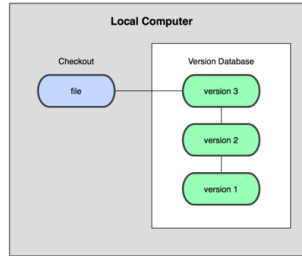 Local Computer
Checkout
Version Database
file
version 3
version 2
version 1